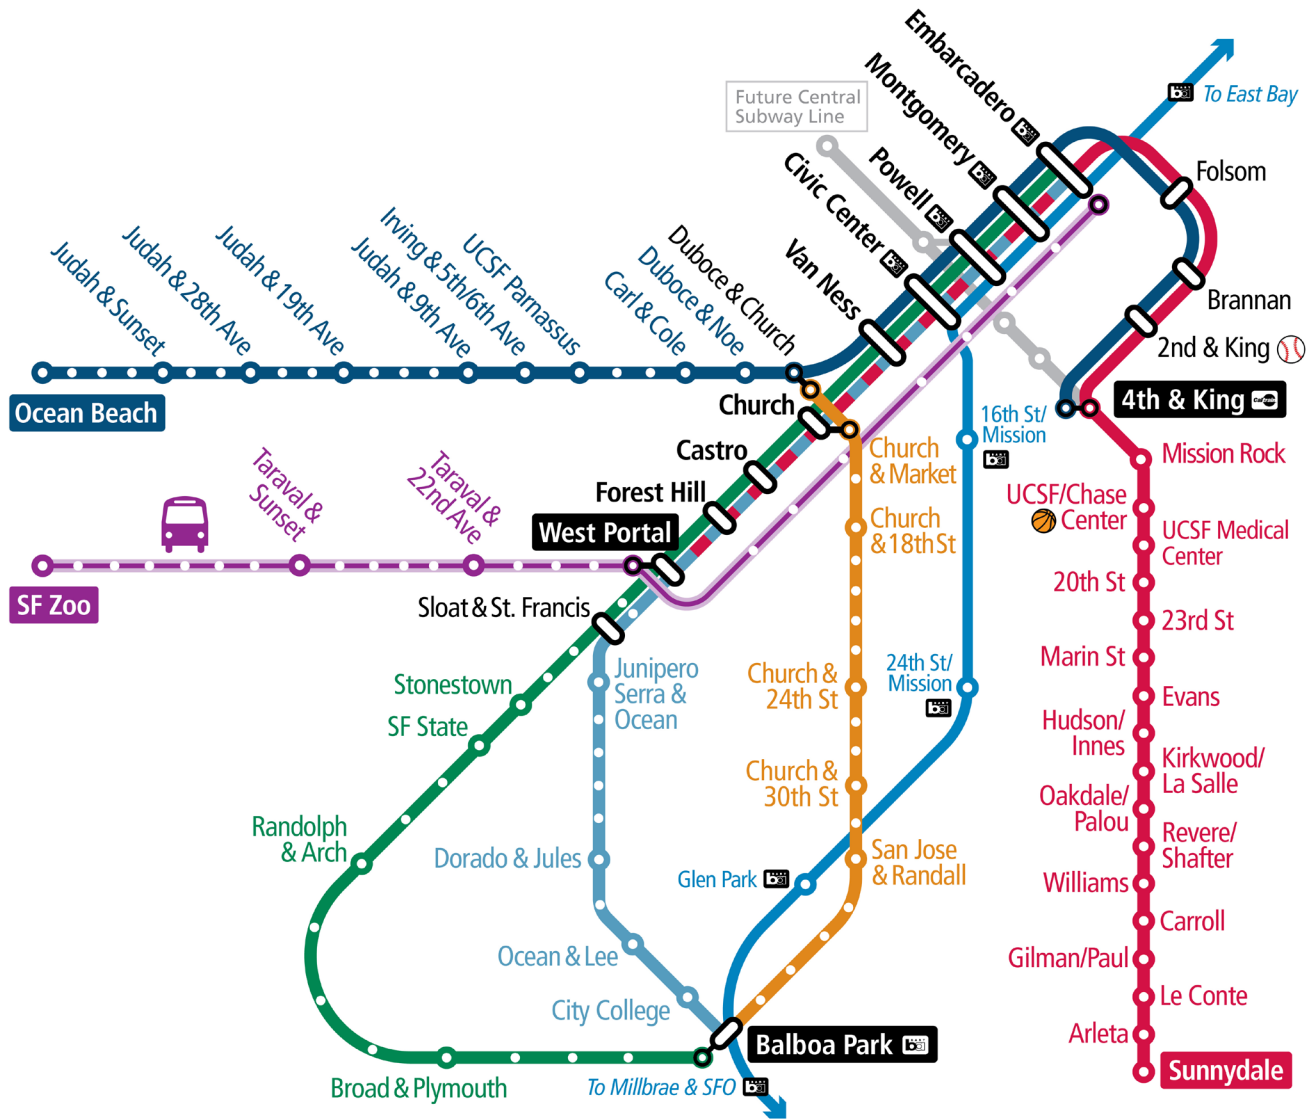 Future Central
Subway Line
Embarcadero
Montgomery
Powell
Civic Center
Van Ness
To East Bay
Folsom
Brannan
2nd & King
4th & King
Caltrain
Judah & Sunset
Judah & 28th Ave
Judah & 19th Ave
Judah & 9th Ave
Irving & 5th/6th Ave
UCSF Parnassus
Carl & Cole
Duboce & Noe
Duboce & Church
Ocean Beach
Church
Castro
Forest Hill
West Portal
Church
& Market
16th St/
Mission
Mission Rock
UCSF/Chase
Center
UCSF Medical
Center
Taraval &
Sunset
Taraval &
22nd Ave
Church
& 18th St
SF Zoo
Sloat & St. Francis
20th St
23rd St
Marin St
Stonestown
SF State
Junipero
Serra &
Ocean
Church &
24th St
24th St/
Mission
Evans
Hudson/
Innes
Kirkwood/
La Salle
Church &
30th St
Oakdale/
Palou
Revere/
Shafter
Randolph
& Arch
Dorado & Jules
San Jose
& Randall
Glen Park
Williams
Carroll
Ocean & Lee
Gilman/Paul
City College
Le Conte
Arleta
Balboa Park
Broad & Plymouth
To Millbrae & SFO
Sunnydale